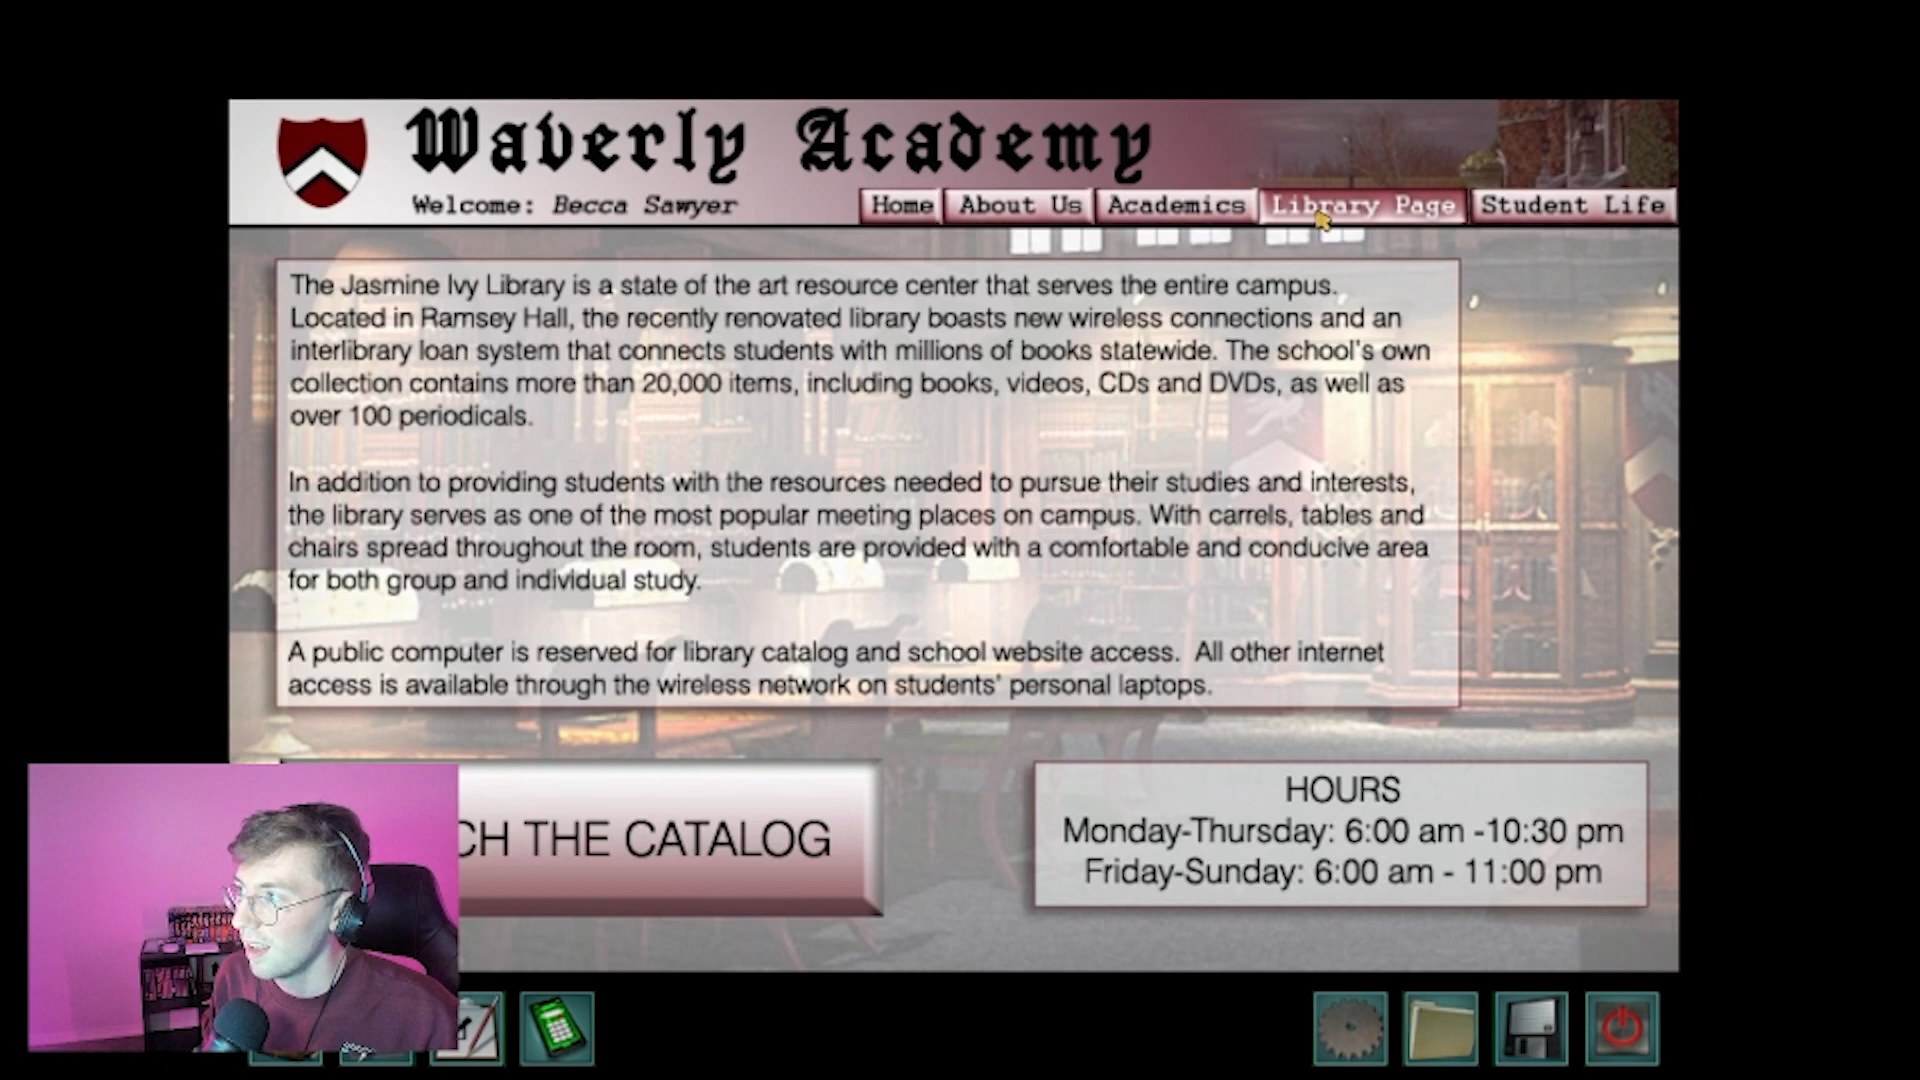 Waverly Academy
Welcome: Becca Sawyer
Home About Us Academics Library Page Student Life
The Jasmine Ivy Library is a state of the art resource center that serves the entire campus.
Located in Ramsey Hall, the recently renovated library boasts new wireless connections and an
interlibrary loan system that connects students with millions of books statewide. The school's own
collection contains more than 20,000 items, including books, videos, CDs and DVDs, as well as
over 100 periodicals.
In addition to providing students with the resources needed to pursue their studies and interests,
the library serves as one of the most popular meeting places on campus. With carrels, tables and
chairs spread throughout the room, students are provided with a comfortable and conducive area
for both group and individual study.
A public computer is reserved for library catalog and school website access. All other internet
access is available through the wireless network on students' personal laptops.
CH THE CATALOG
HOURS
Monday-Thursday: 6:00 am -10:30 pm
Friday-Sunday: 6:00 am - 11:00 pm